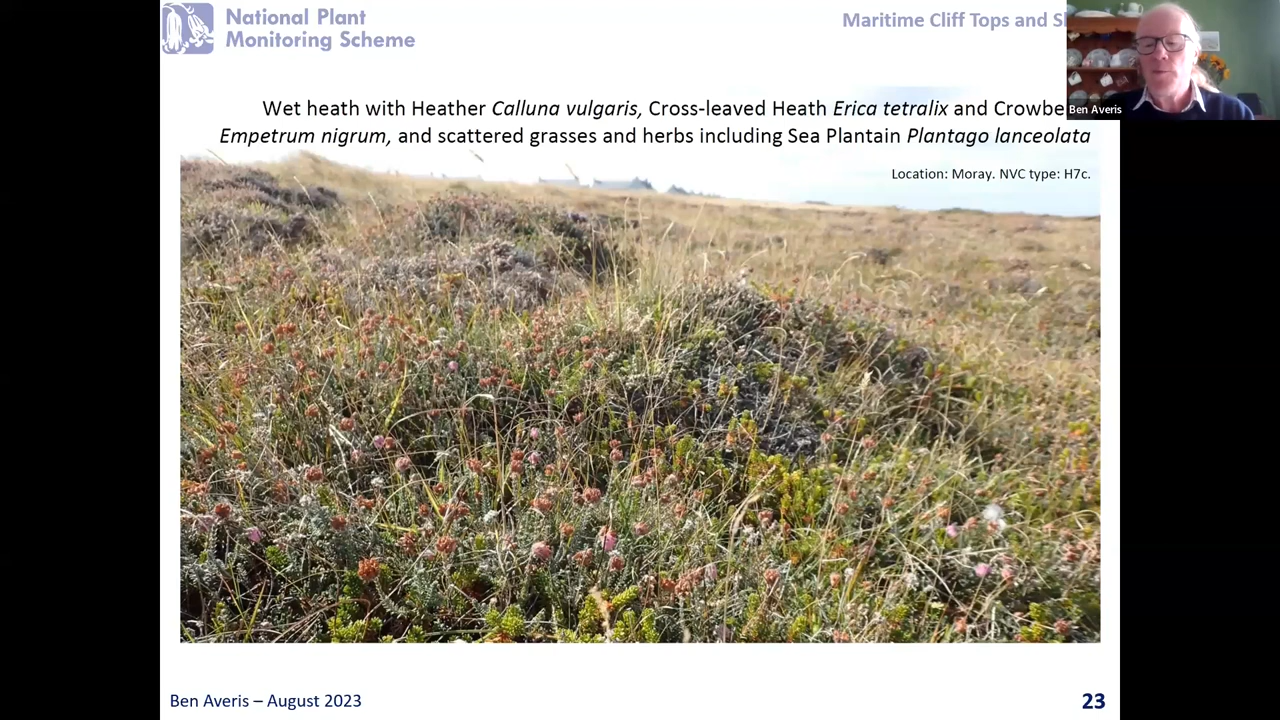 National Plant
Monitoring Scheme
Maritime Cliff Tops and
Ben Averis
Wet heath with Heather Calluna vulgaris, Cross-leaved Heath Erica tetralix and
Empetrum nigrum, and scattered grasses and herbs including Sea Plantain Plantago lanceolata
Location: Moray. NVC type: H7c.
Ben Averis – August 2023
23